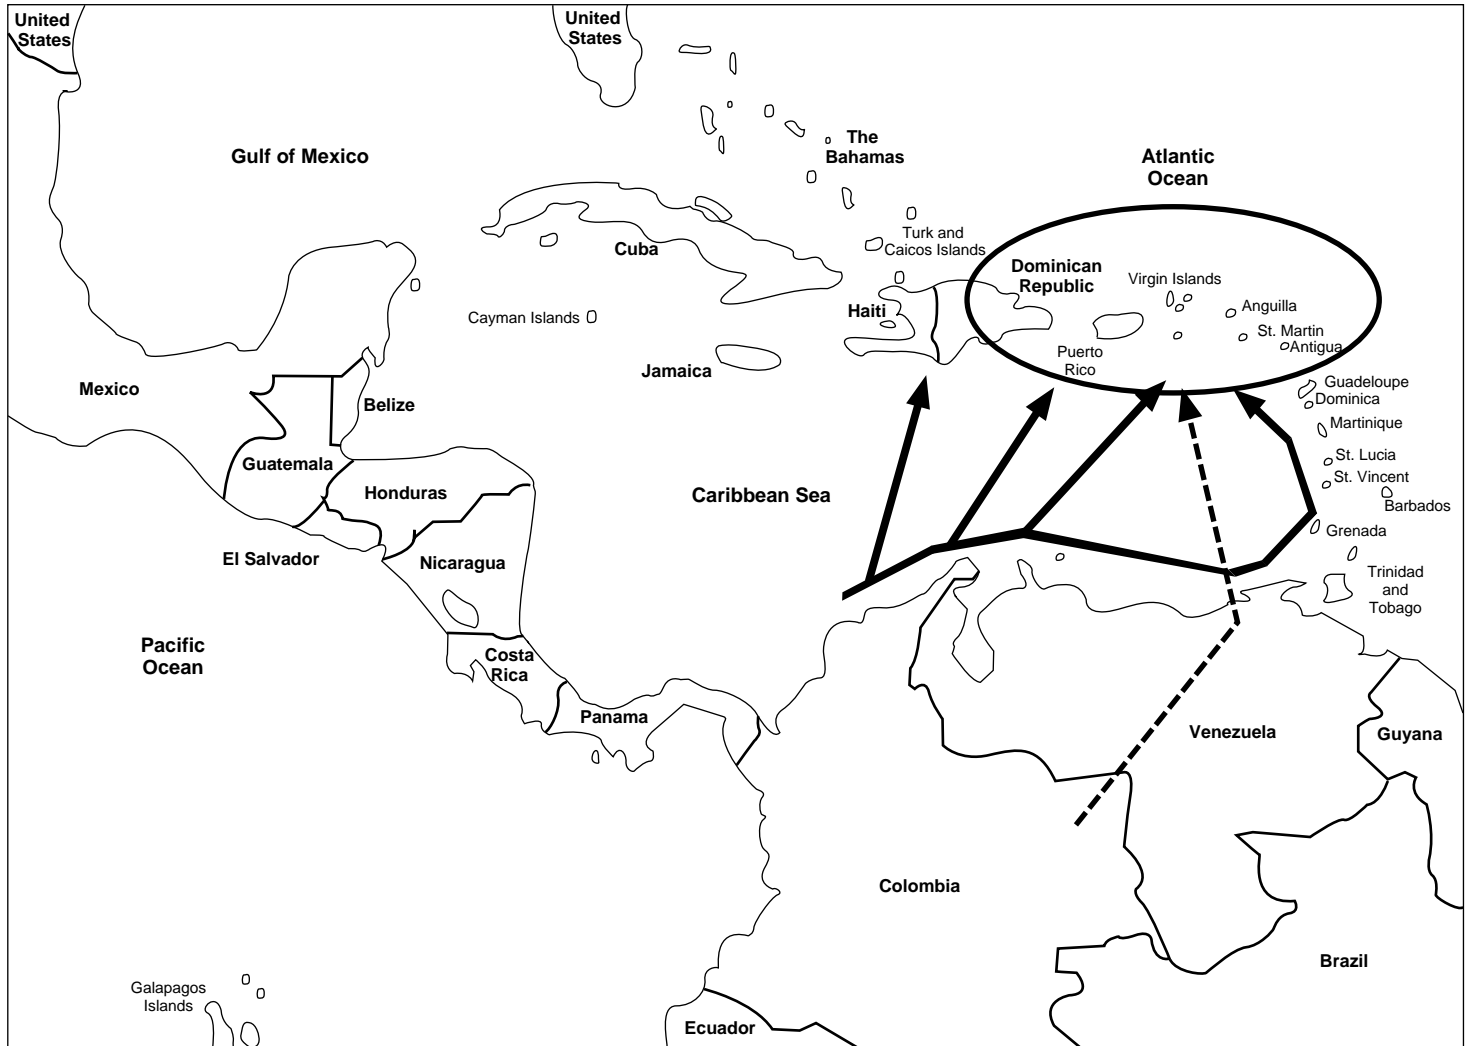 United
States
United
States
Gulf of Mexico
The
Bahamas
Atlantic
Ocean
Turk and
Caicos Islands
Cuba
Dominican
Republic
Virgin Islands
Anguilla
Haiti
Cayman Islands
St. Martin
Antigua
Puerto
Rico
Jamaica
Mexico
Guadeloupe
Dominica
Belize
Martinique
Guatemala
St. Lucia
St. Vincent
Honduras
Caribbean Sea
Barbados
Grenada
El Salvador
Nicaragua
Trinidad
and
Tobago
Pacific
Ocean
Costa
Rica
Panama
Venezuela
Guyana
Colombia
Brazil
Galapagos
Islands
Ecuador